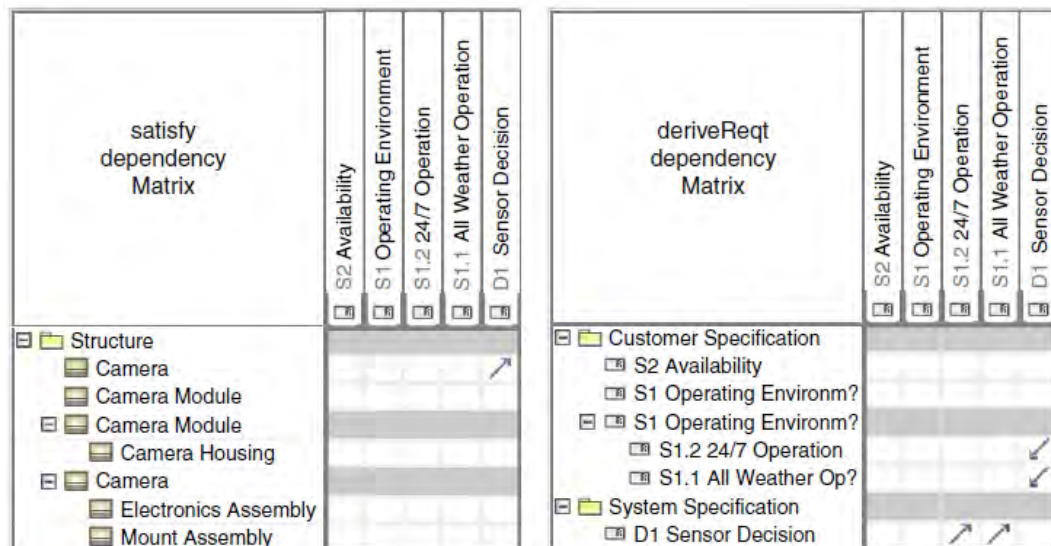 satisfy
dependency
Matrix
S2 Availability
S1 Operating Environment
S1.2 24/7 Operation
S1.1 All Weather Operation
D1 Sensor Decision
Structure
Camera
Camera Module
Camera Module
Camera Housing
Camera
Electronics Assembly
Mount Assembly
deriveReqt
dependency
Matrix
S2 Availability
S1 Operating Environment
S1.2 24/7 Operation
S1.1 All Weather Operation
D1 Sensor Decision
Customer Specification
S2 Availability
S1 Operating Environm?
S1 Operating Environm?
S1.2 24/7 Operation
S1.1 All Weather Op?
System Specification
D1 Sensor Decision